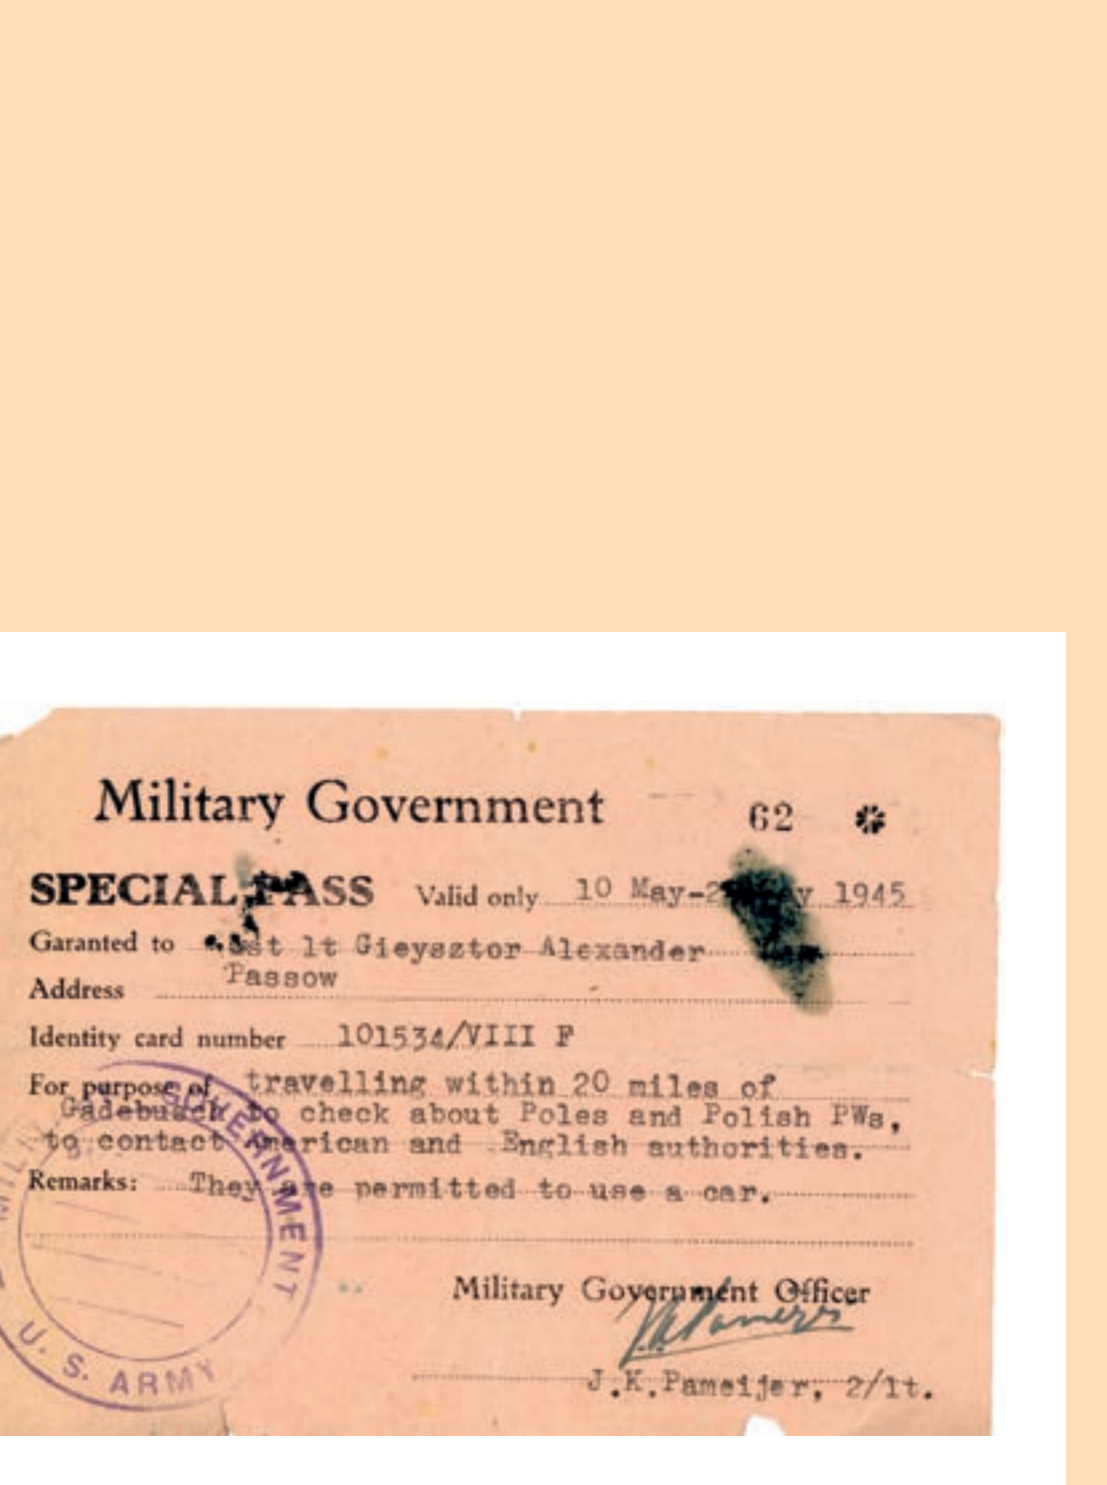 Military Government 62
SPECIAL PASS Valid only 10 May-2 1945
Garanted to lt Gieysztor Alexander
Address Passow
Identity card number 101534/VIII F
For purpose of travelling within 20 miles of
Gadebusch to check about Poles and Polish PWs,
to contact American and English authorities.
Remarks: They are permitted to use a car.
GOVERNMENT
U. S. ARMY
Military Government Officer
J.K.Pameijer, 2/lt.